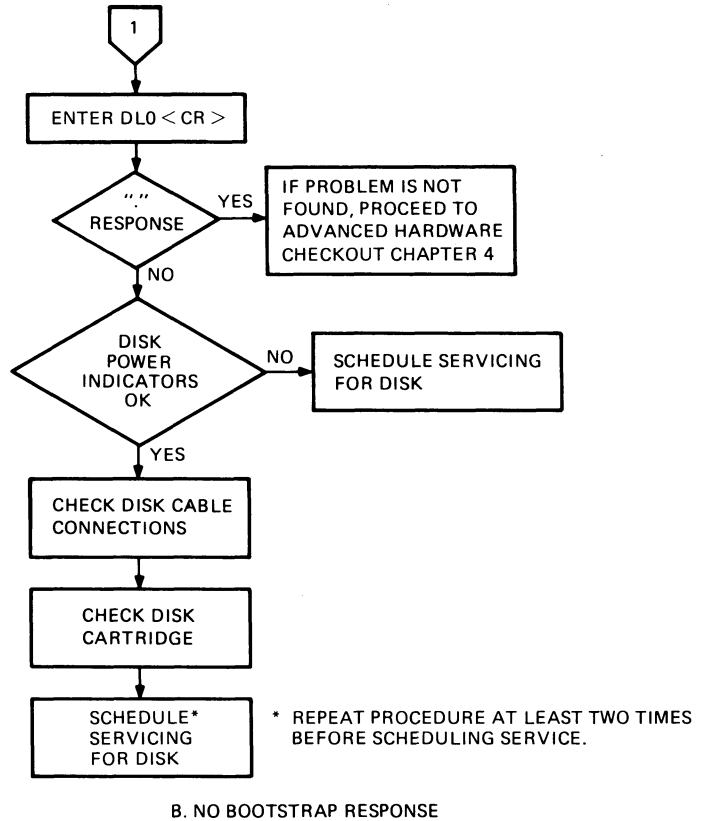 1
ENTER DL0 < CR >
"."
RESPONSE
YES
IF PROBLEM IS NOT
FOUND, PROCEED TO
ADVANCED HARDWARE
CHECKOUT CHAPTER 4
NO
DISK
POWER
INDICATORS
OK
NO
SCHEDULE SERVICING
FOR DISK
YES
CHECK DISK CABLE
CONNECTIONS
CHECK DISK
CARTRIDGE
SCHEDULE*
SERVICING
FOR DISK
* REPEAT PROCEDURE AT LEAST TWO TIMES
BEFORE SCHEDULING SERVICE.
B. NO BOOTSTRAP RESPONSE